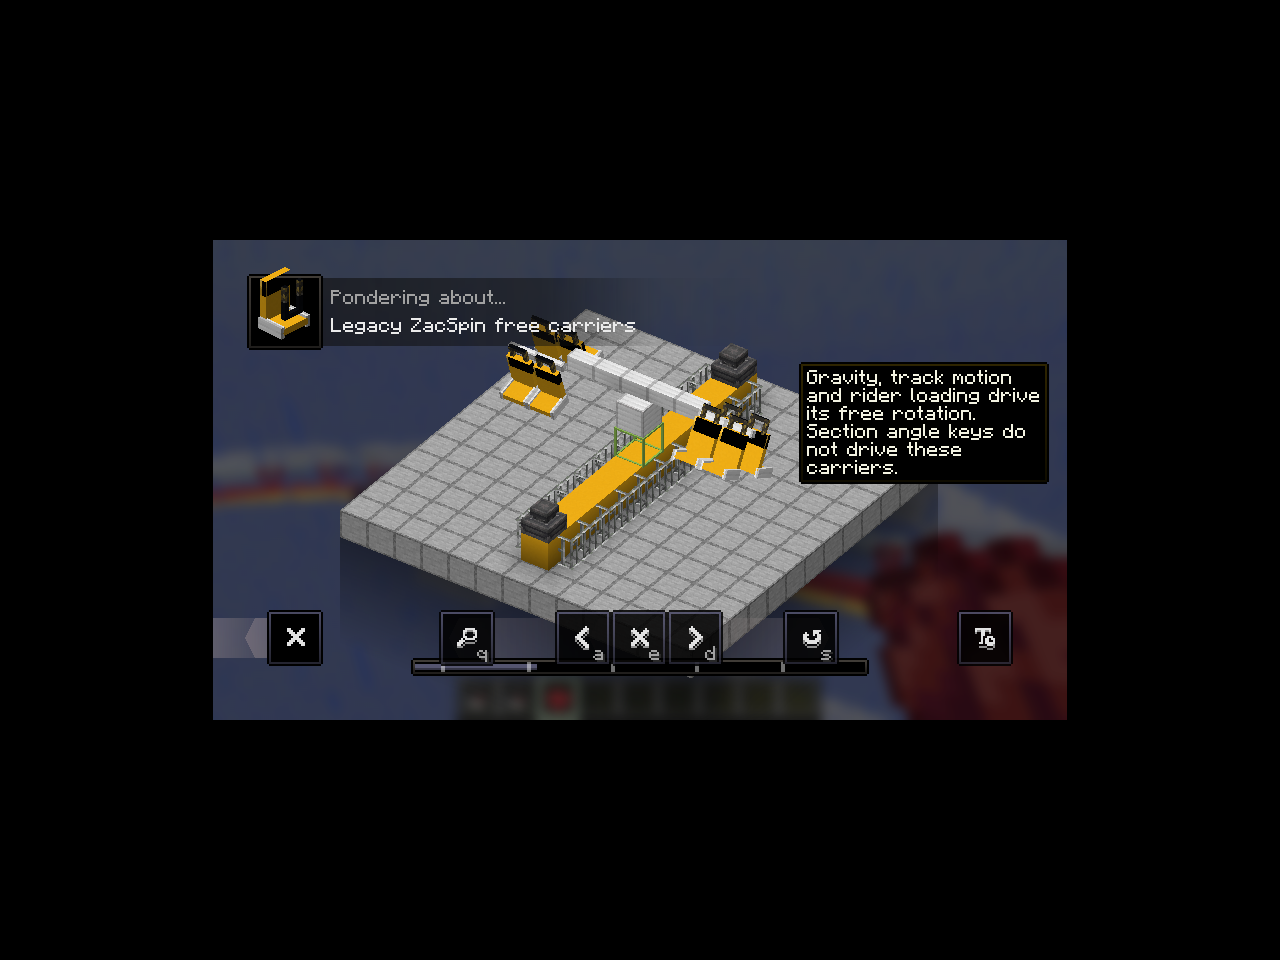 Pondering about...
Legacy ZacSpin free carriers
Gravity, track motion
and rider loading drive
its free rotation.
Section angle keys do
not drive these
carriers.
q
a
e
d
s
T